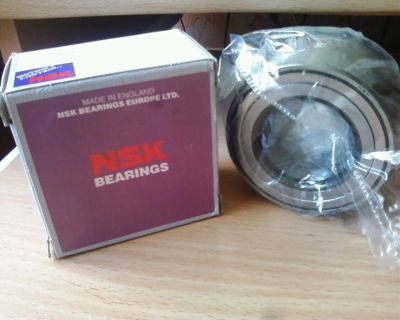 MADE IN ENGLAND
NSK BEARINGS EUROPE LTD.
NSK
BEARINGS